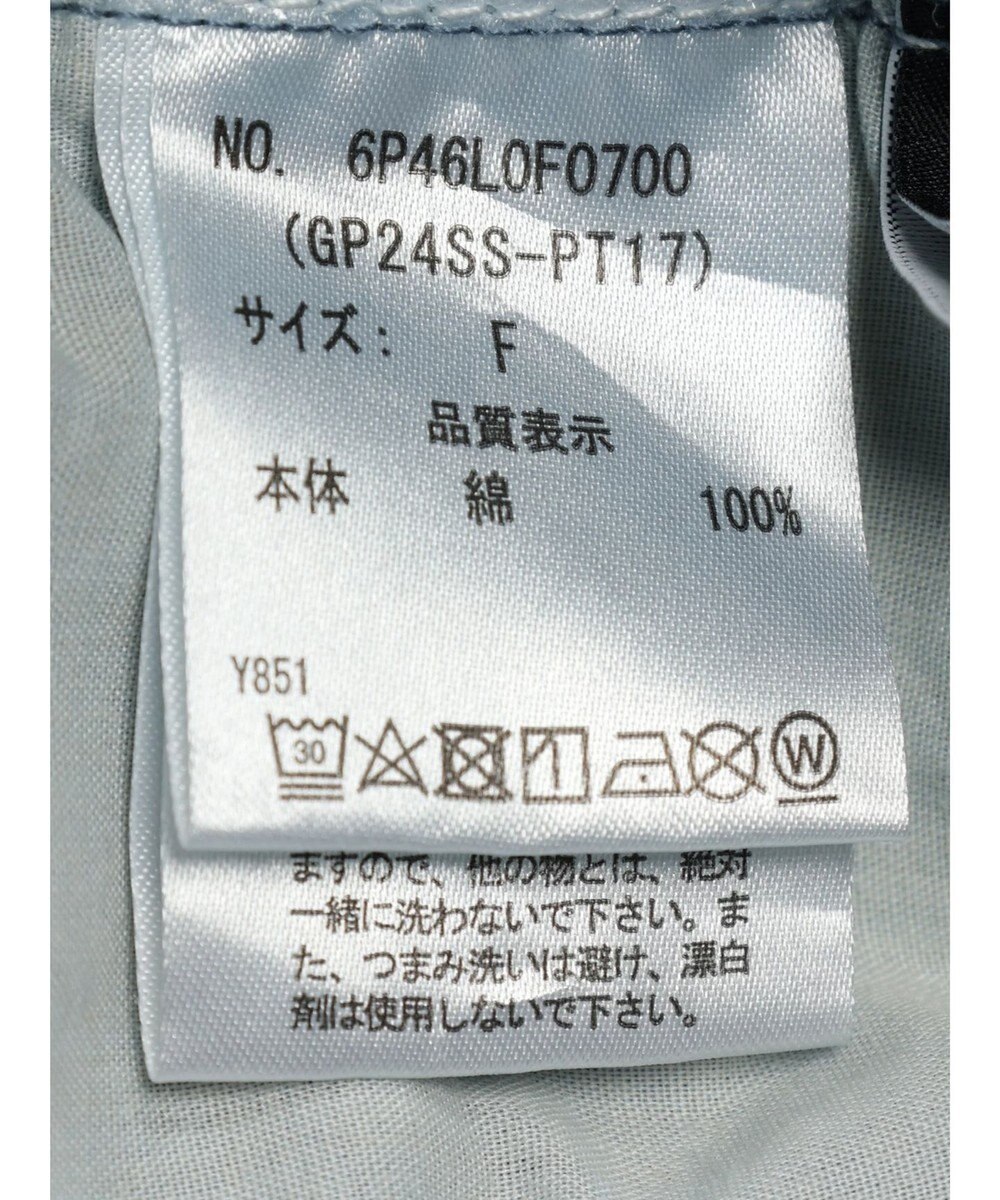 NO. 6P46L0F0700
(GP24SS-PT17)
サイズ: F
品質表示
本体 綿 100%
Y851
30 W
ますので、他の物とは、絶対
一緒に洗わないで下さい。ま
た、つまみ洗いは避け、漂白
剤は使用しないで下さい。